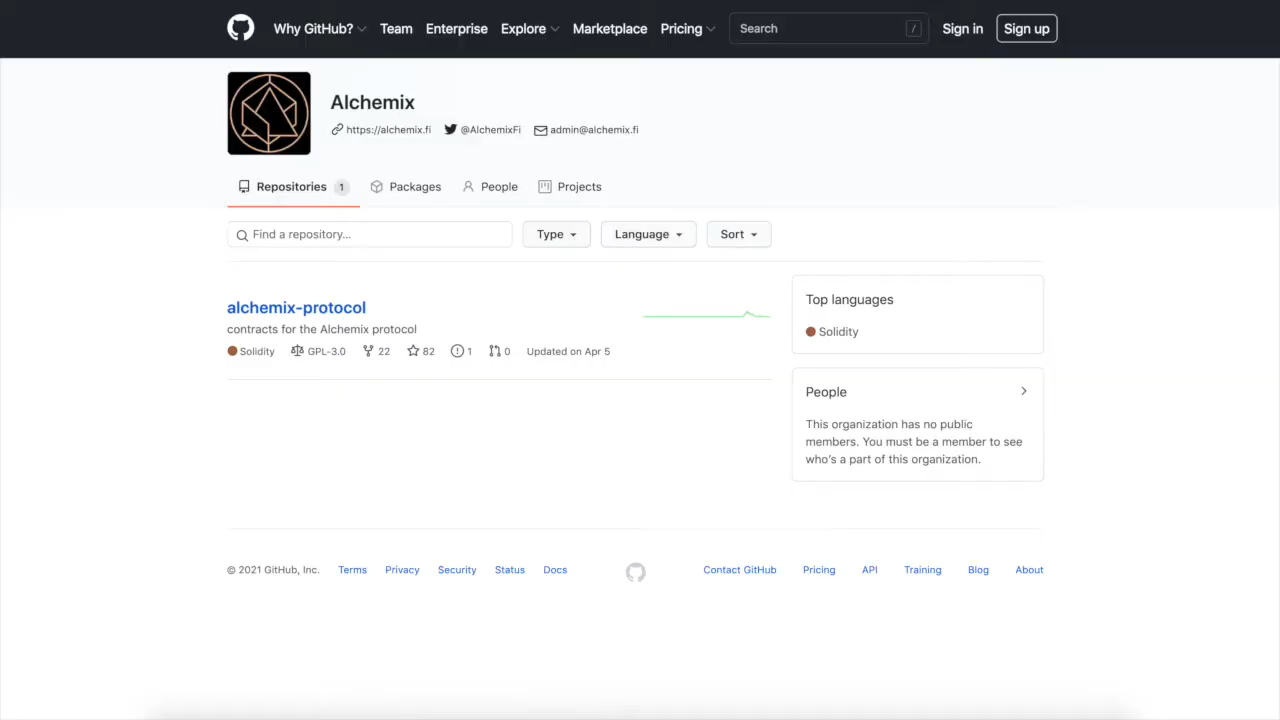 Why GitHub? Team Enterprise Explore Marketplace Pricing Search / Sign in Sign up
Alchemix
https://alchemix.fi @AlchemixFi admin@alchemix.fi
Repositories 1 Packages People Projects
Find a repository... Type Language Sort
alchemix-protocol
contracts for the Alchemix protocol
Solidity GPL-3.0 22 82 1 0 Updated on Apr 5
Top languages
Solidity
People
This organization has no public
members. You must be a member to see
who's a part of this organization.
© 2021 GitHub, Inc. Terms Privacy Security Status Docs Contact GitHub Pricing API Training Blog About